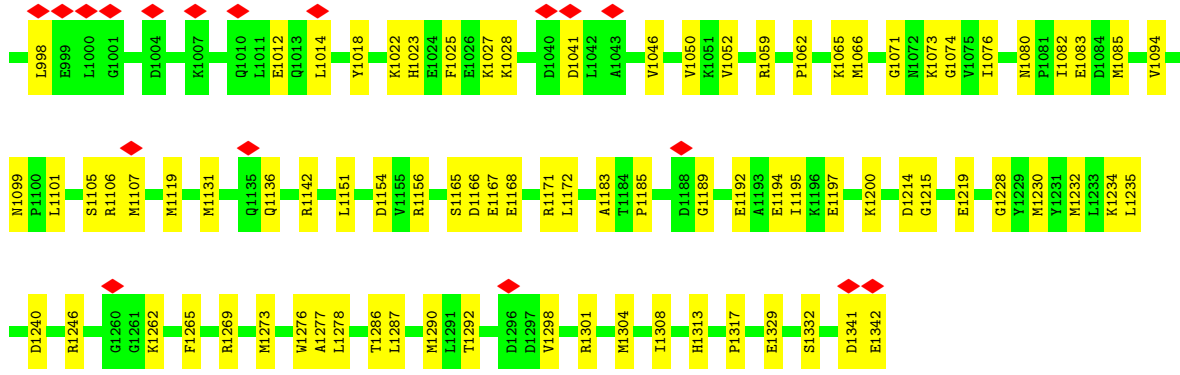 L998 E999 L1000 G1001 D1004 K1007 Q1010 L1011 E1012 Q1013 L1014 Y1018 K1022 H1023 E1024 F1025 E1026 K1027 K1028 D1040 D1041 L1042 A1043 V1046 V1050 K1051 V1052 R1059 P1062 K1065 M1066 G1071 N1072 K1073 G1074 V1075 I1076 N1080 P1081 I1082 E1083 D1084 M1085 V1094
N1099 P1100 L1101 S1105 R1106 M1107 M1119 M1131 Q1135 Q1136 R1142 L1151 D1154 V1155 R1156 S1165 D1166 E1167 E1168 R1171 L1172 A1183 T1184 P1185 D1188 G1189 E1192 A1193 E1194 I1195 K1196 E1197 K1200 D1214 G1215 E1219 G1228 Y1229 M1230 Y1231 M1232 L1233 K1234 L1235
D1240 R1246 G1260 G1261 K1262 F1265 R1269 M1273 W1276 A1277 L1278 T1286 L1287 M1290 L1291 T1292 D1296 D1297 V1298 R1301 M1304 I1308 H1313 P1317 E1329 S1332 D1341 E1342